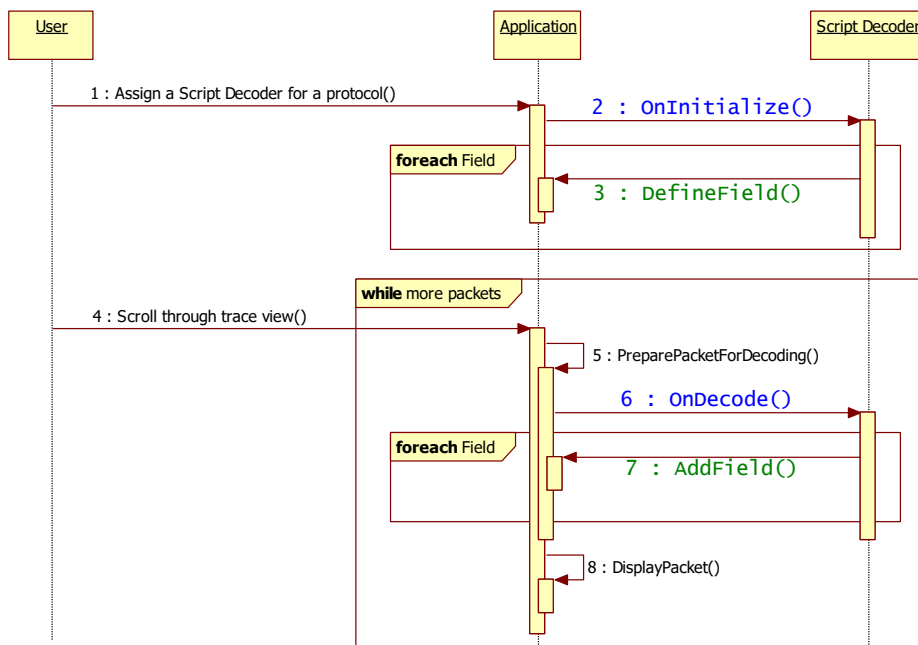 User
Application
Script Decoder
1 : Assign a Script Decoder for a protocol()
2 : OnInitialize()
foreach Field
3 : DefineField()
while more packets
4 : Scroll through trace view()
5 : PreparePacketForDecoding()
6 : OnDecode()
foreach Field
7 : AddField()
8 : DisplayPacket()